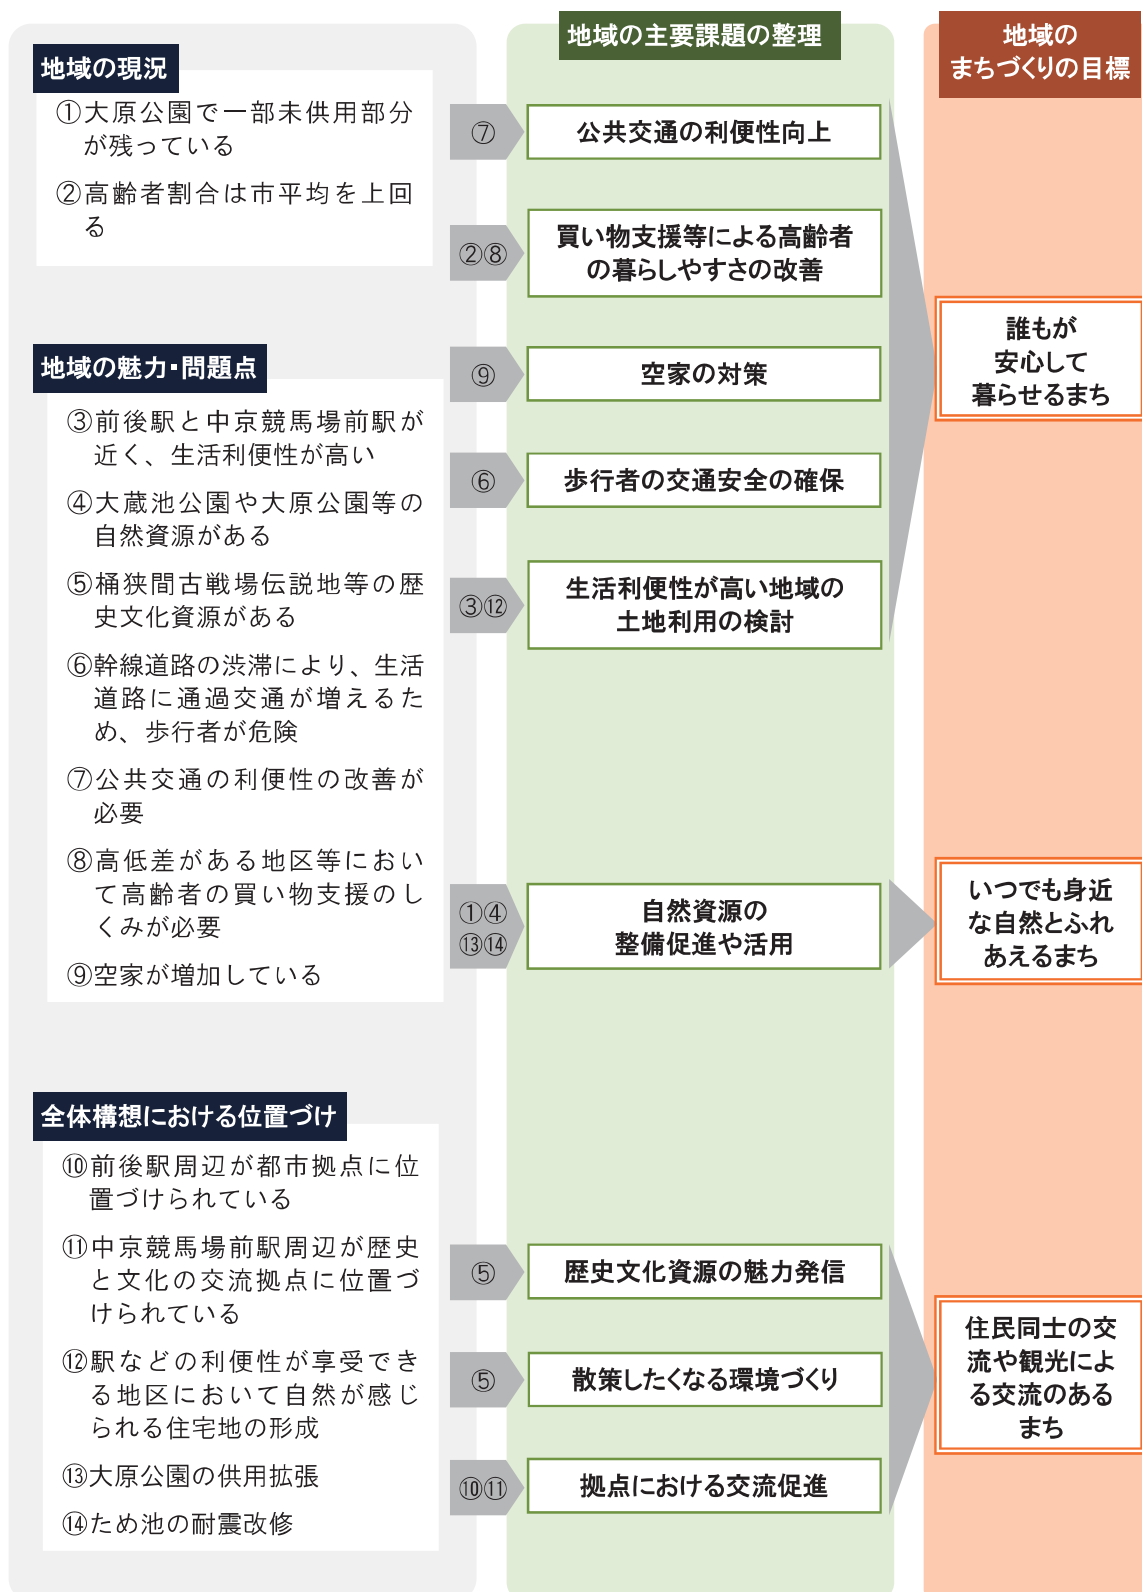 地域の現況
①大原公園で一部未供用部分
が残っている
②高齢者割合は市平均を上回
る
地域の魅力・問題点
③前後駅と中京競馬場前駅が
近く、生活利便性が高い
④大蔵池公園や大原公園等の
自然資源がある
⑤桶狭間古戦場伝説地等の歴
史文化資源がある
⑥幹線道路の渋滞により、生活
道路に通過交通が増えるた
め、歩行者が危険
⑦公共交通の利便性の改善が
必要
⑧高低差がある地区等におい
て高齢者の買い物支援のし
くみが必要
⑨空家が増加している
全体構想における位置づけ
⑩前後駅周辺が都市拠点に位
置づけられている
⑪中京競馬場前駅周辺が歴史
と文化の交流拠点に位置づ
けられている
⑫駅などの利便性が享受でき
る地区において自然が感じ
られる住宅地の形成
⑬大原公園の供用拡張
⑭ため池の耐震改修
地域の主要課題の整理
⑦
公共交通の利便性向上
②⑧
買い物支援等による高齢者
の暮らしやすさの改善
⑨
空家の対策
⑥
歩行者の交通安全の確保
③⑫
生活利便性が高い地域の
土地利用の検討
①④
⑬⑭
自然資源の
整備促進や活用
⑤
歴史文化資源の魅力発信
⑤
散策したくなる環境づくり
⑩⑪
拠点における交流促進
地域の
まちづくりの目標
誰もが
安心して
暮らせるまち
いつでも身近
な自然とふれ
あえるまち
住民同士の交
流や観光によ
る交流のある
まち